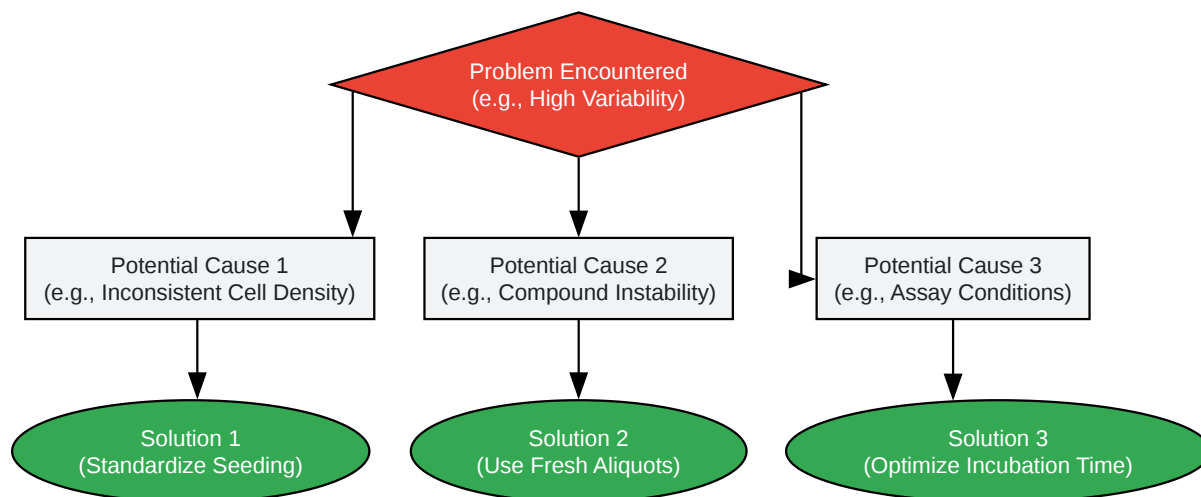 Problem Encountered
(e.g., High Variability)
Potential Cause 1
(e.g., Inconsistent Cell Density)
Potential Cause 2
(e.g., Compound Instability)
Potential Cause 3
(e.g., Assay Conditions)
Solution 1
(Standardize Seeding)
Solution 2
(Use Fresh Aliquots)
Solution 3
(Optimize Incubation Time)